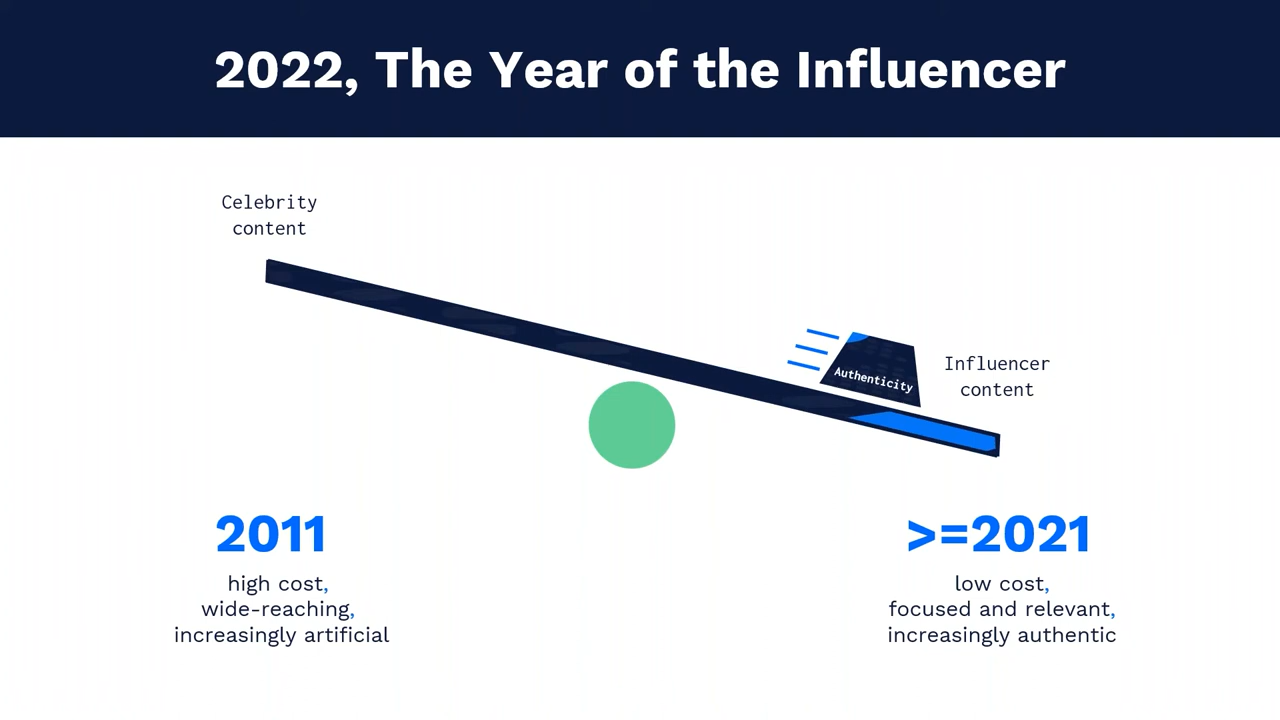 2022, The Year of the Influencer
Celebrity
content
Authenticity
Influencer
content
2011
high cost,
wide-reaching,
increasingly artificial
>=2021
low cost,
focused and relevant,
increasingly authentic